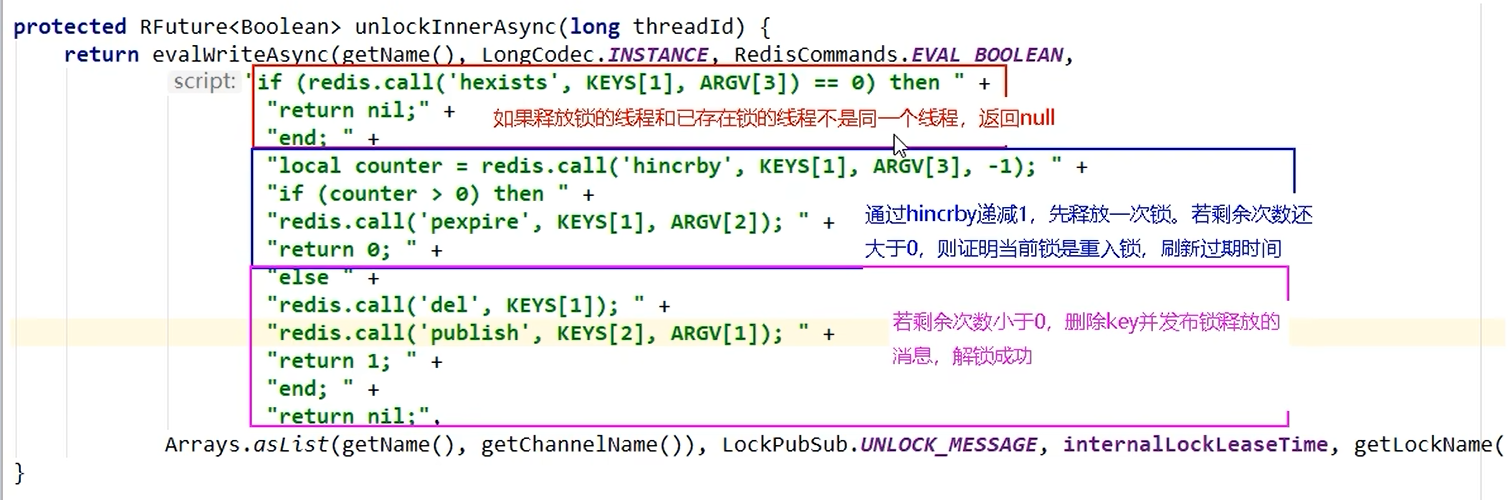 protected RFuture<Boolean> unlockInnerAsync(long threadId) {
return evalWriteAsync(getName(), LongCodec.INSTANCE, RedisCommands.EVAL_BOOLEAN,
script: "if (redis.call('hexists', KEYS[1], ARGV[3]) == 0) then " +
"return nil;" +
如果释放锁的线程和已存在锁的线程不是同一个线程，返回null
"end; " +
"local counter = redis.call('hincrby', KEYS[1], ARGV[3], -1); " +
"if (counter > 0) then " +
通过hincrby递减1，先释放一次锁。若剩余次数还
"redis.call('pexpire', KEYS[1], ARGV[2]); " +
大于0，则证明当前锁是重入锁，刷新过期时间
"return 0; " +
"else " +
"redis.call('del', KEYS[1]); " +
若剩余次数小于0，删除key并发布锁释放的
"redis.call('publish', KEYS[2], ARGV[1]); " +
消息，解锁成功
"return 1; " +
"end; " +
"return nil;",
Arrays.asList(getName(), getChannelName()), LockPubSub.UNLOCK_MESSAGE, internalLockLeaseTime, getLockName(
}